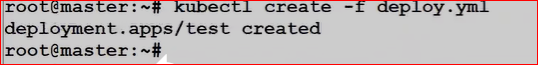 root@master:~# kubectl create -f deploy.yml
deployment.apps/test created
root@master:~#